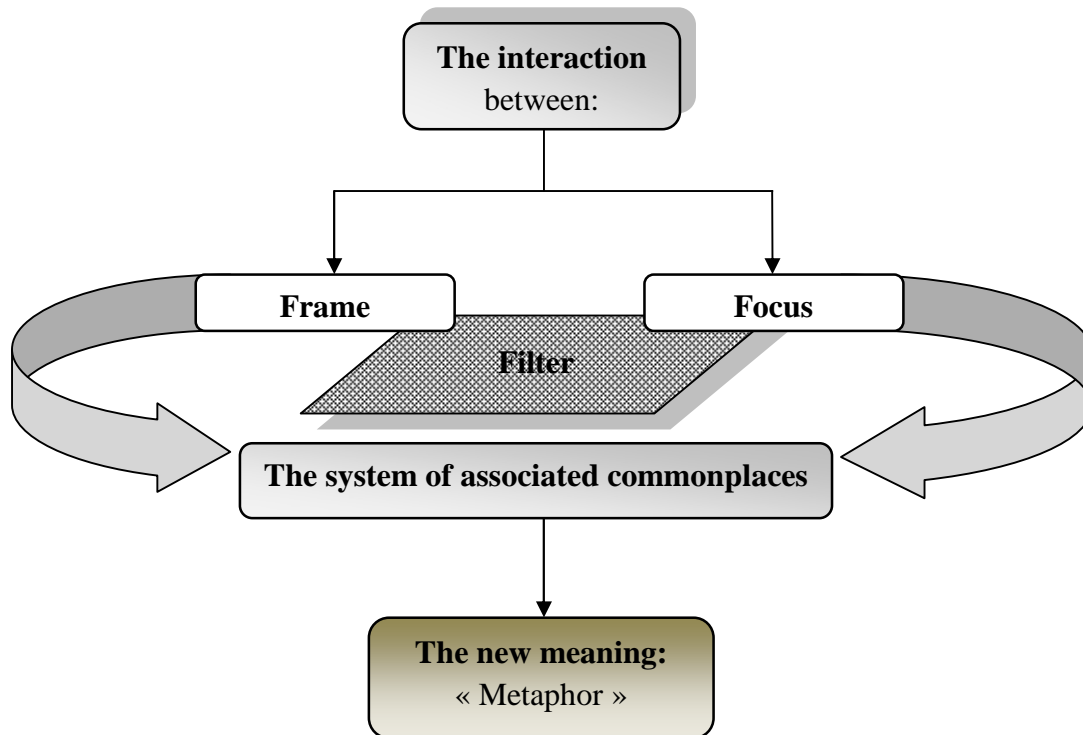 The interaction
between:
Frame
Focus
Filter
The system of associated commonplaces
The new meaning:
« Metaphor »